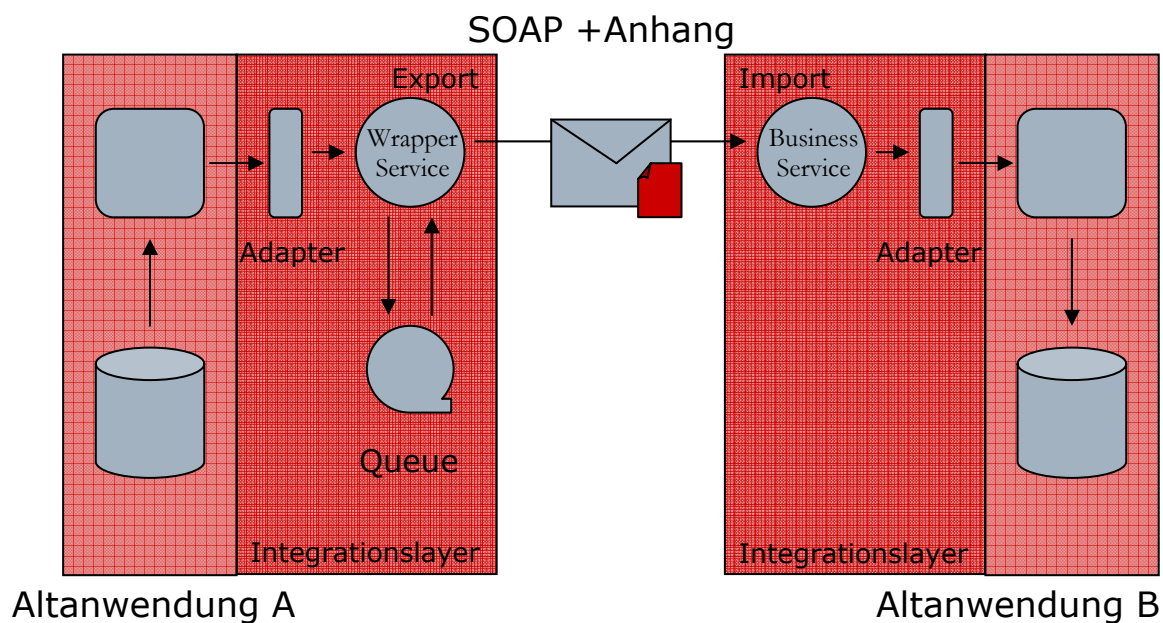 SOAP +Anhang
Export
Import
Wrapper
Service
Business
Service
Adapter
Adapter
Queue
Integrationslayer
Integrationslayer
Altanwendung A
Altanwendung B